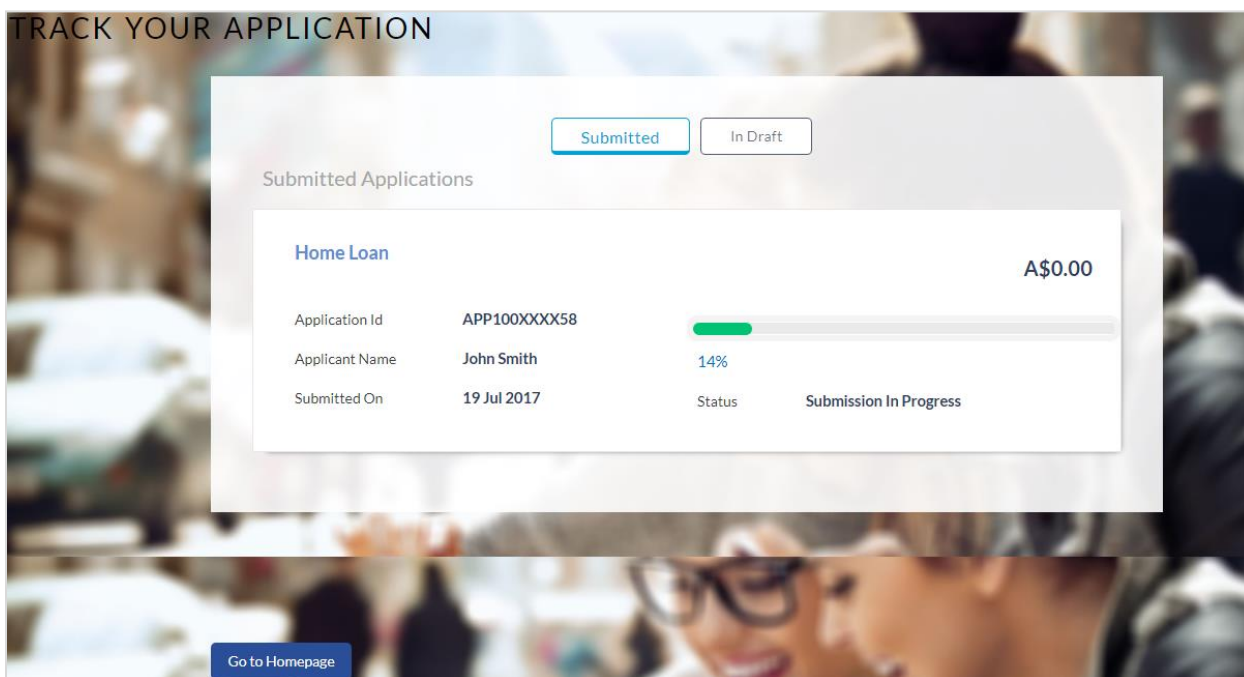 TRACK YOUR APPLICATION
Submitted
In Draft
Submitted Applications
Home Loan
A$0.00
Application Id APP100XXXX58
Applicant Name John Smith
14%
Submitted On 19 Jul 2017
Status Submission In Progress
Go to Homepage